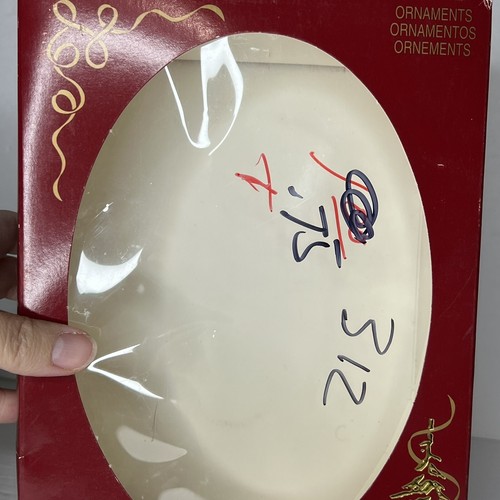 ORNAMENTS
ORNAMENTOS
ORNEMENTS
.75
312